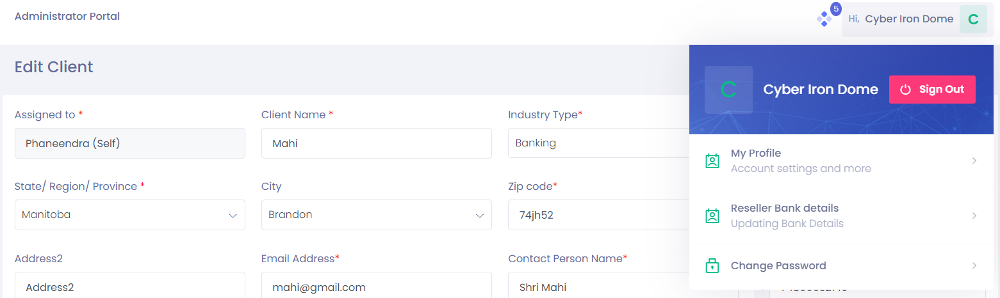 Administrator Portal
5
Hi, Cyber Iron Dome C
Edit Client
C Cyber Iron Dome Sign Out
Assigned to * Client Name * Industry Type*
Phaneendra (Self) Mahi Banking
My Profile
Account settings and more
State/ Region/ Province * City Zip code*
Manitoba Brandon 74jh52
Reseller Bank details
Updating Bank Details
Address2 Email Address* Contact Person Name*
Change Password
Address2 mahi@gmail.com Shri Mahi